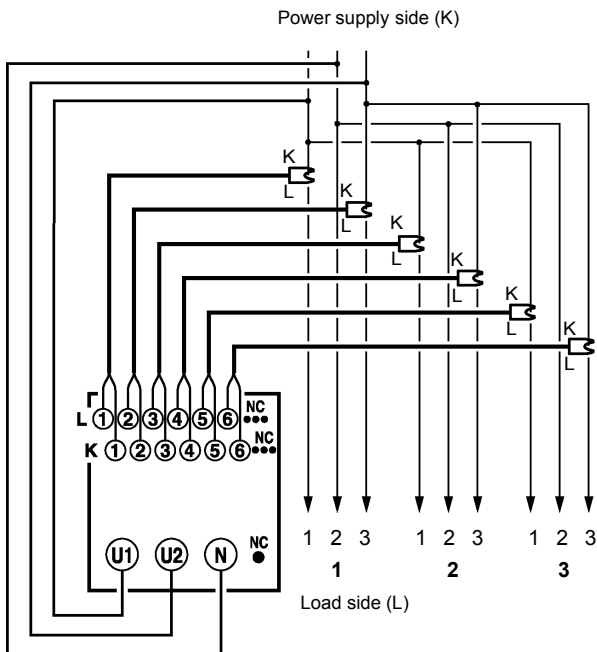 Power supply side (K)
K
L
K
L
K
L
K
L
K
L
K
L
L 1 2 3 4 5 6 NC
K 1 2 3 4 5 6 NC
U1 U2 N NC
1 2 3 1 2 3 1 2 3
1 2 3
Load side (L)